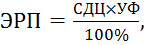 ЭРП = СДЦ×УФ / 100%,